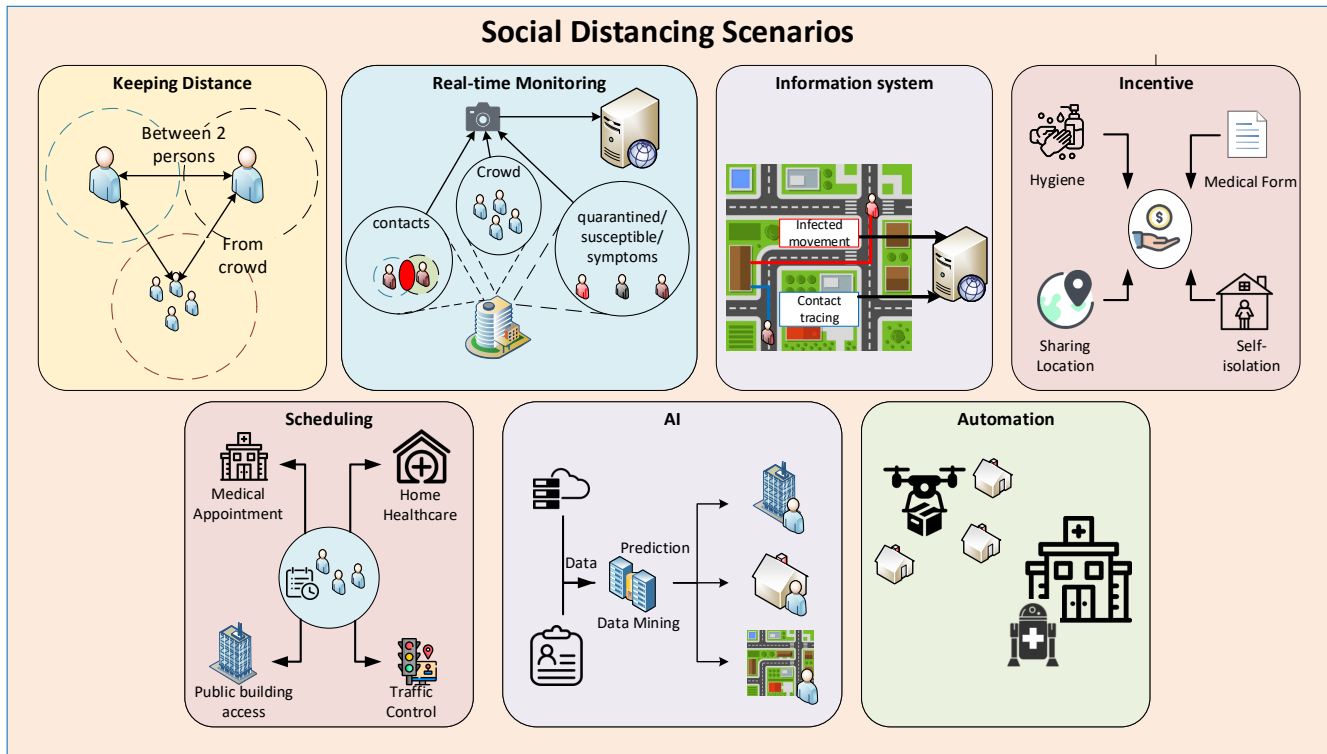 Social Distancing Scenarios
Keeping Distance
Between 2
persons
From
crowd
Real-time Monitoring
Crowd
contacts
quarantined/
susceptible/
symptoms
Information system
Infected
movement
Contact
tracing
Incentive
Hygiene
Medical Form
$
Sharing
Location
Self-
isolation
Scheduling
Medical
Appointment
Home
Healthcare
Public building
access
Traffic
Control
AI
Data
Prediction
Data Mining
Automation